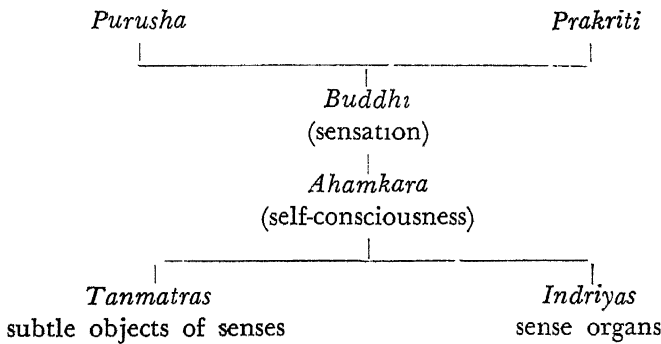 Purusha Prakriti
Buddhi
(sensation)
Ahamkara
(self-consciousness)
Tanmatras Indriyas
subtle objects of senses sense organs